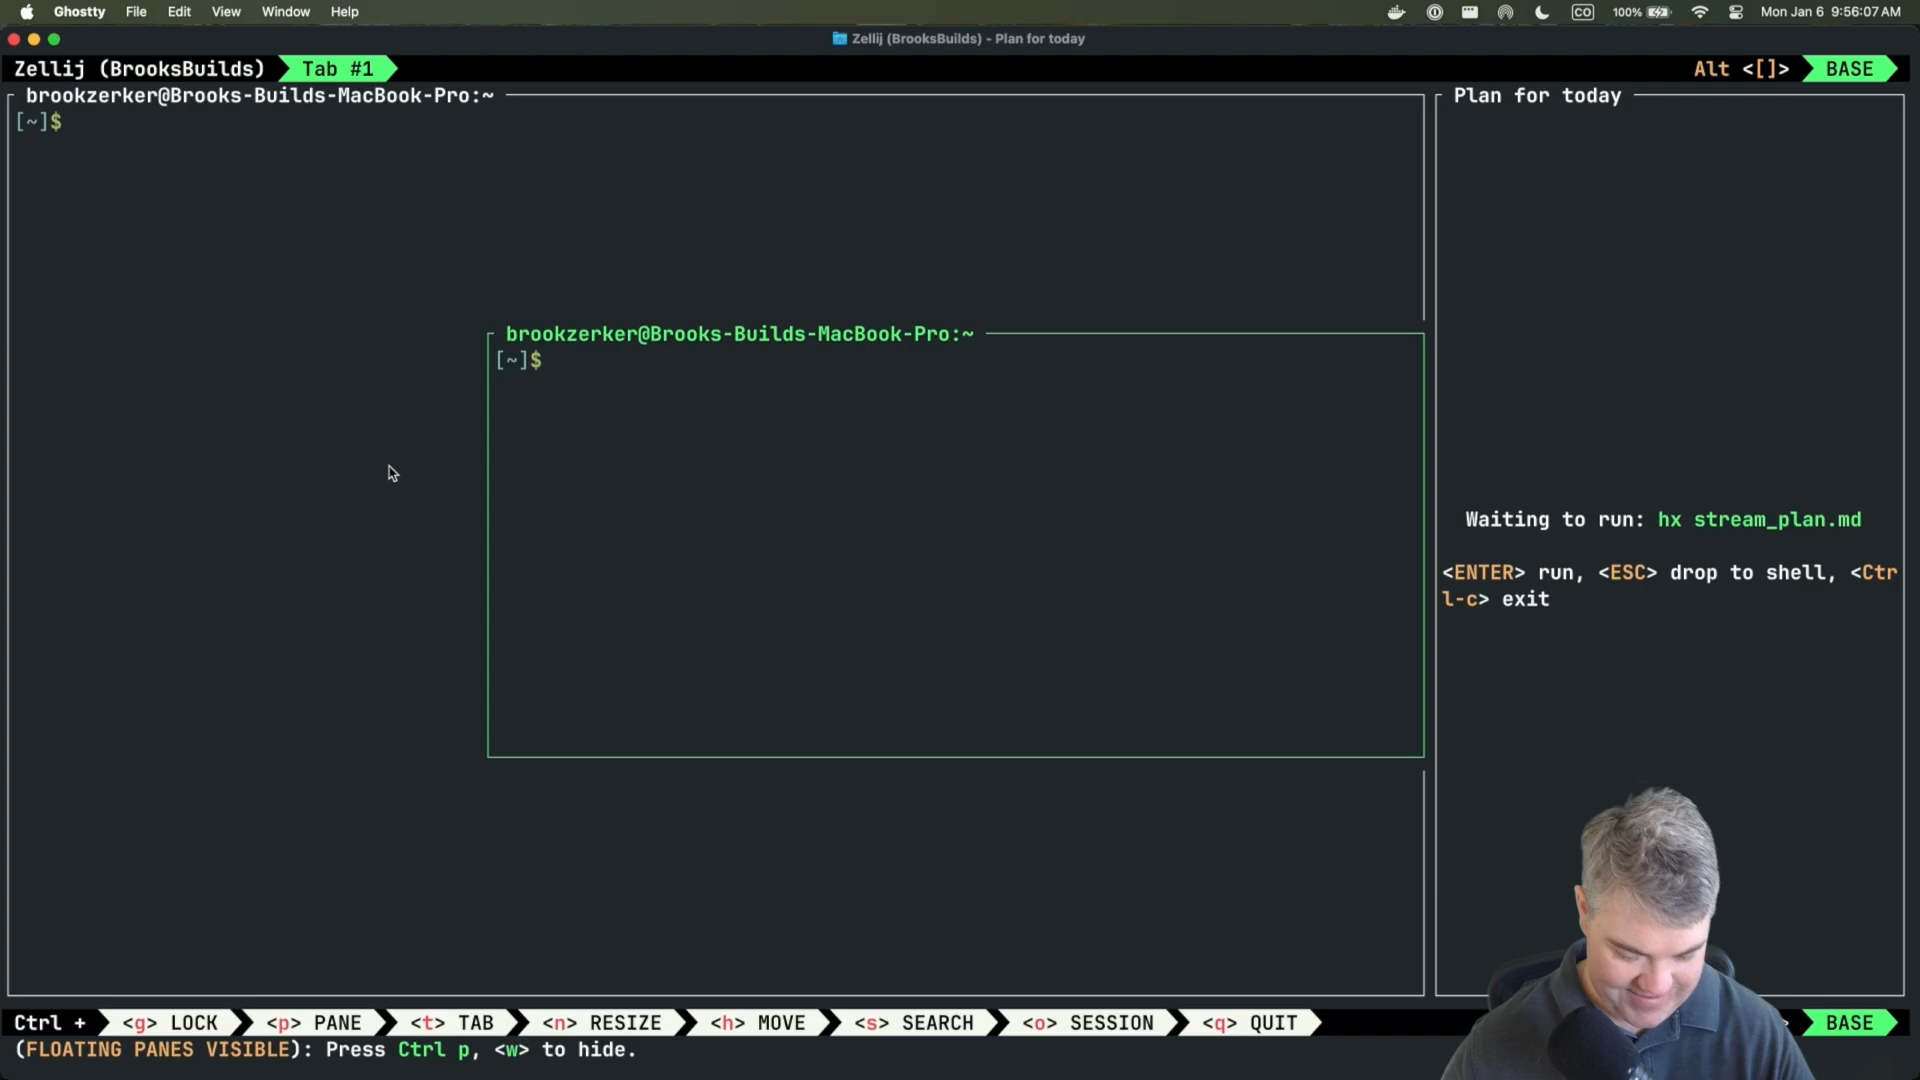 Ghostty File Edit View Window Help
CO 100% Mon Jan 6 9:56:07 AM
Zellij (BrooksBuilds) - Plan for today
Zellij (BrooksBuilds) Tab #1 Alt <[]> BASE
brookzerker@Brooks-Builds-MacBook-Pro:~
[~]$
Plan for today
brookzerker@Brooks-Builds-MacBook-Pro:~
[~]$
Waiting to run: hx stream_plan.md
<ENTER> run, <ESC> drop to shell, <Ctr
l-c> exit
Ctrl + <g> LOCK <p> PANE <t> TAB <n> RESIZE <h> MOVE <s> SEARCH <o> SESSION <q> QUIT > BASE
(FLOATING PANES VISIBLE): Press Ctrl p, <w> to hide.